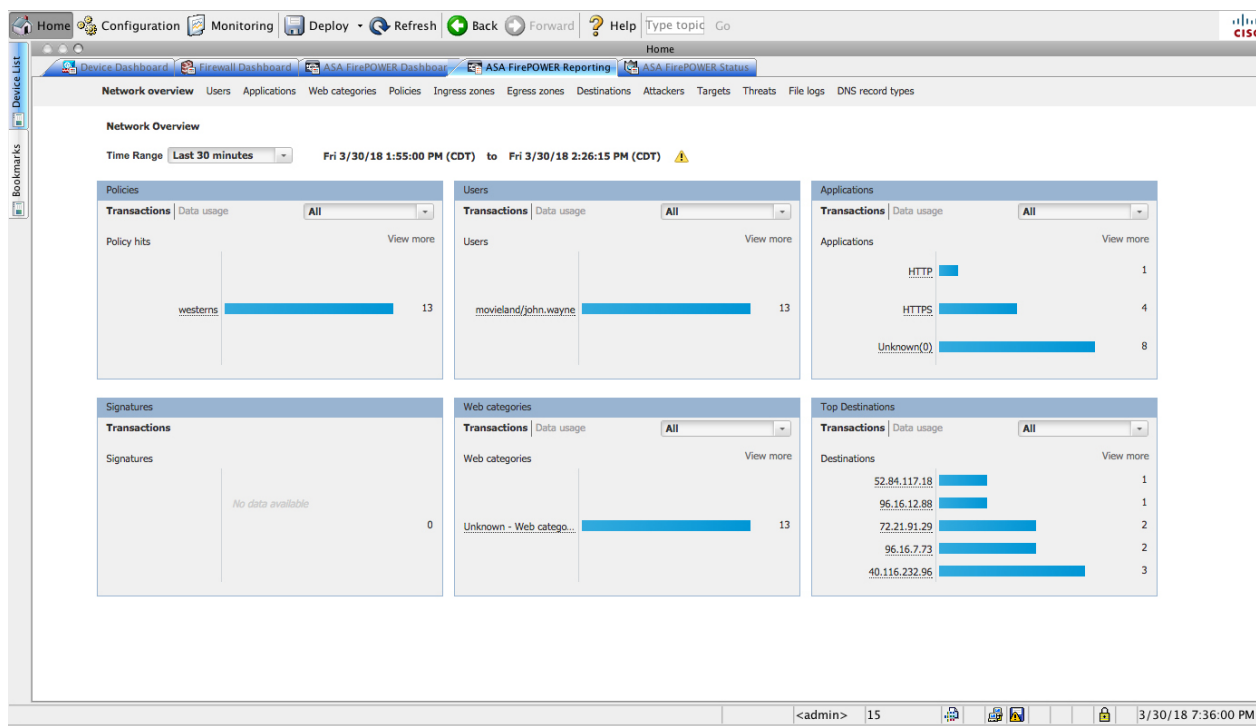 Home Configuration Monitoring Deploy Refresh Back Forward Help Type topic Go
Home
Device List
Bookmarks
Device Dashboard Firewall Dashboard ASA FirePOWER Dashboar ASA FirePOWER Reporting ASA FirePOWER Status
Network overview Users Applications Web categories Policies Ingress zones Egress zones Destinations Attackers Targets Threats File logs DNS record types
Network Overview
Time Range Last 30 minutes Fri 3/30/18 1:55:00 PM (CDT) to Fri 3/30/18 2:26:15 PM (CDT)
Policies
Transactions Data usage All
Policy hits View more
westerns 13
Users
Transactions Data usage All
Users View more
movieland/john.wayne 13
Applications
Transactions Data usage All
Applications View more
HTTP 1
HTTPS 4
Unknown(0) 8
Signatures
Transactions
Signatures
No data available
0
Web categories
Transactions Data usage All
Web categories View more
Unknown - Web catego... 13
Top Destinations
Transactions Data usage All
Destinations View more
52.84.117.18 1
96.16.12.88 1
72.21.91.29 2
96.16.7.73 2
40.116.232.96 3
<admin> 15 3/30/18 7:36:00 PM